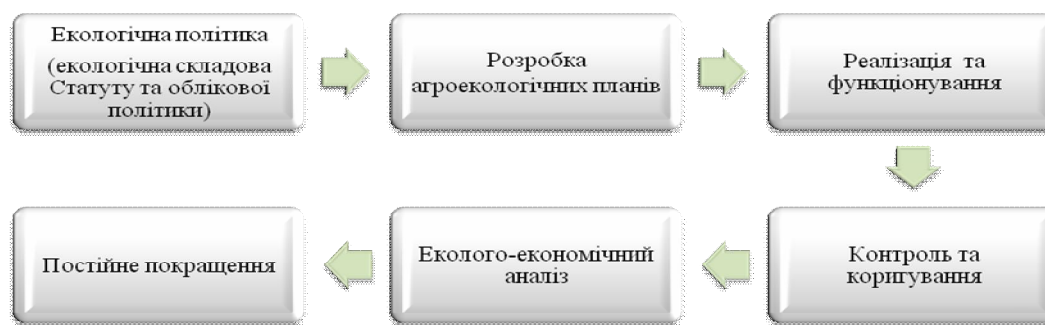 Екологічна політика
(екологічна складова
Статуту та облікової
політики)
Розробка
агроекологічних планів
Реалізація та
функціонування
Контроль та
коригування
Еколого-економічний
аналіз
Постійне покращення